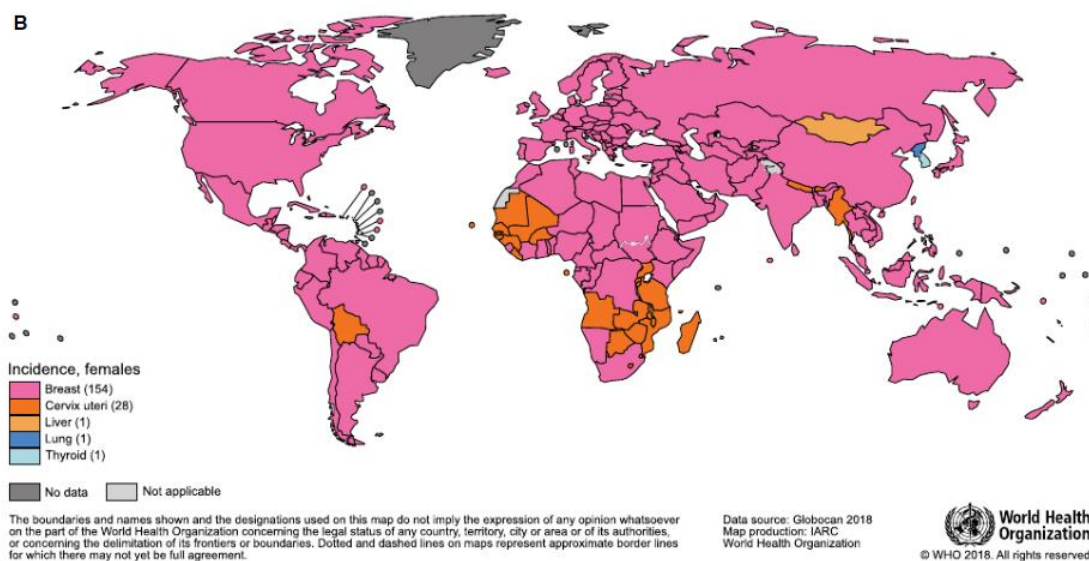 B
Incidence, females
Breast (154)
Cervix uteri (28)
Liver (1)
Lung (1)
Thyroid (1)
No data
Not applicable
The boundaries and names shown and the designations used on this map do not imply the expression of any opinion whatsoever
on the part of the World Health Organization concerning the legal status of any country, territory, city or area or of its authorities,
or concerning the delimitation of its frontiers or boundaries. Dotted and dashed lines on maps represent approximate border lines
for which there may not yet be full agreement.
Data source: Globocan 2018
Map production: IARC
World Health Organization
World Health
Organization
© WHO 2018. All rights reserved